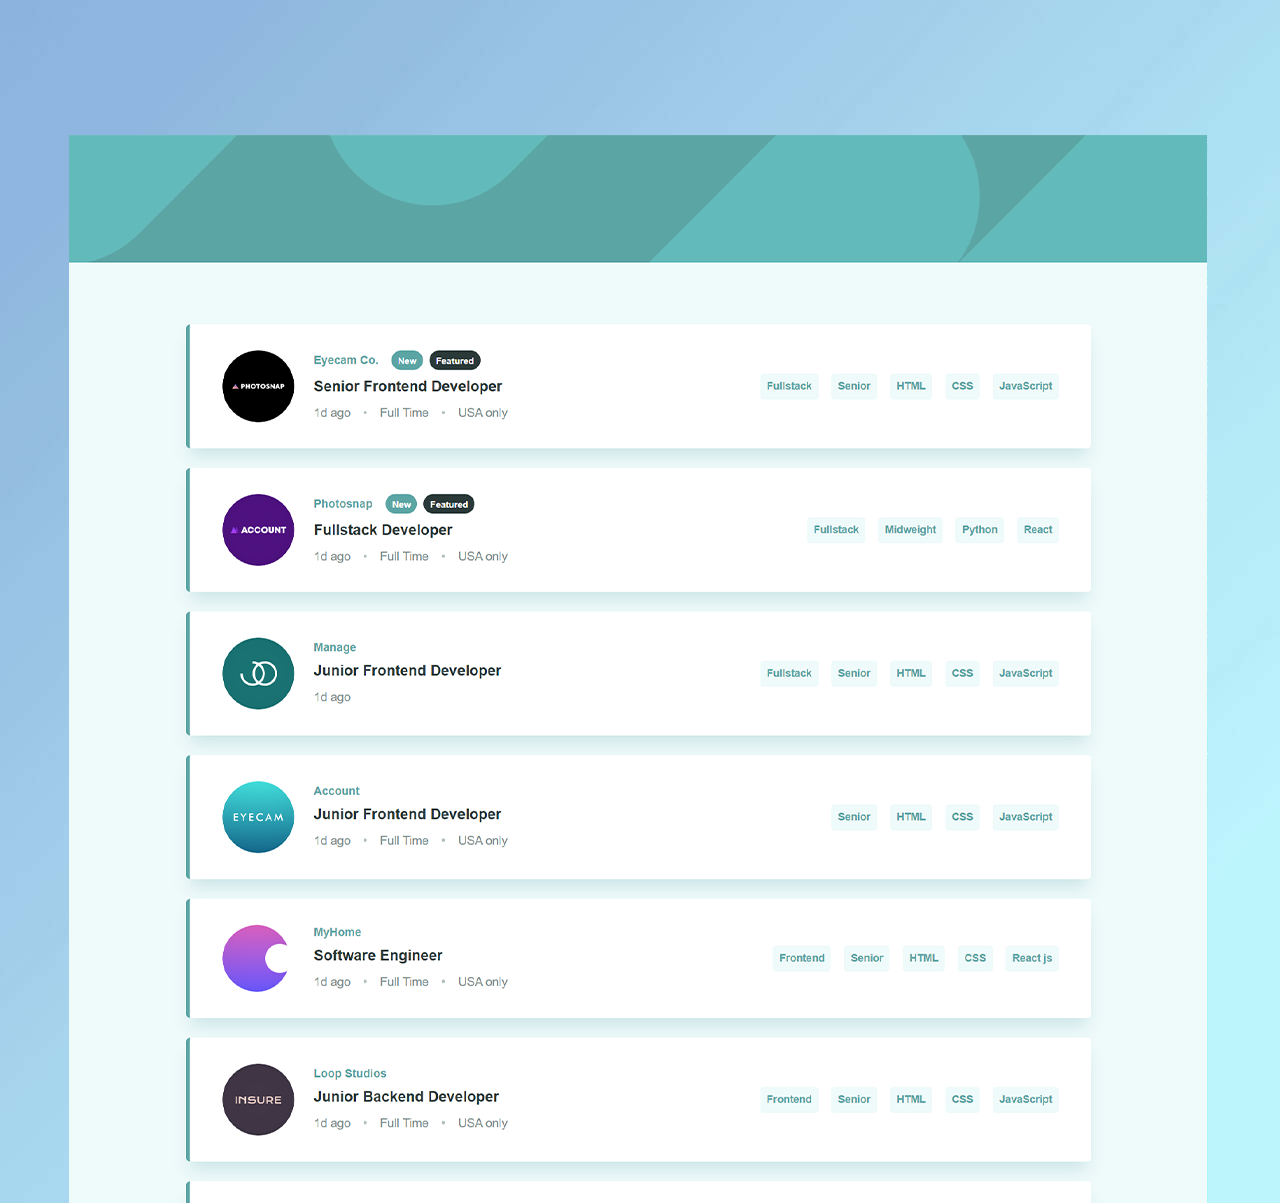 PHOTOSNAP
Eyecam Co. New Featured
Senior Frontend Developer
1d ago • Full Time • USA only
Fullstack Senior HTML CSS JavaScript
ACCOUNT
Photosnap New Featured
Fullstack Developer
1d ago • Full Time • USA only
Fullstack Midweight Python React
Manage
Junior Frontend Developer
1d ago
Fullstack Senior HTML CSS JavaScript
EYECAM
Account
Junior Frontend Developer
1d ago • Full Time • USA only
Senior HTML CSS JavaScript
MyHome
Software Engineer
1d ago • Full Time • USA only
Frontend Senior HTML CSS React js
INSURE
Loop Studios
Junior Backend Developer
1d ago • Full Time • USA only
Frontend Senior HTML CSS JavaScript